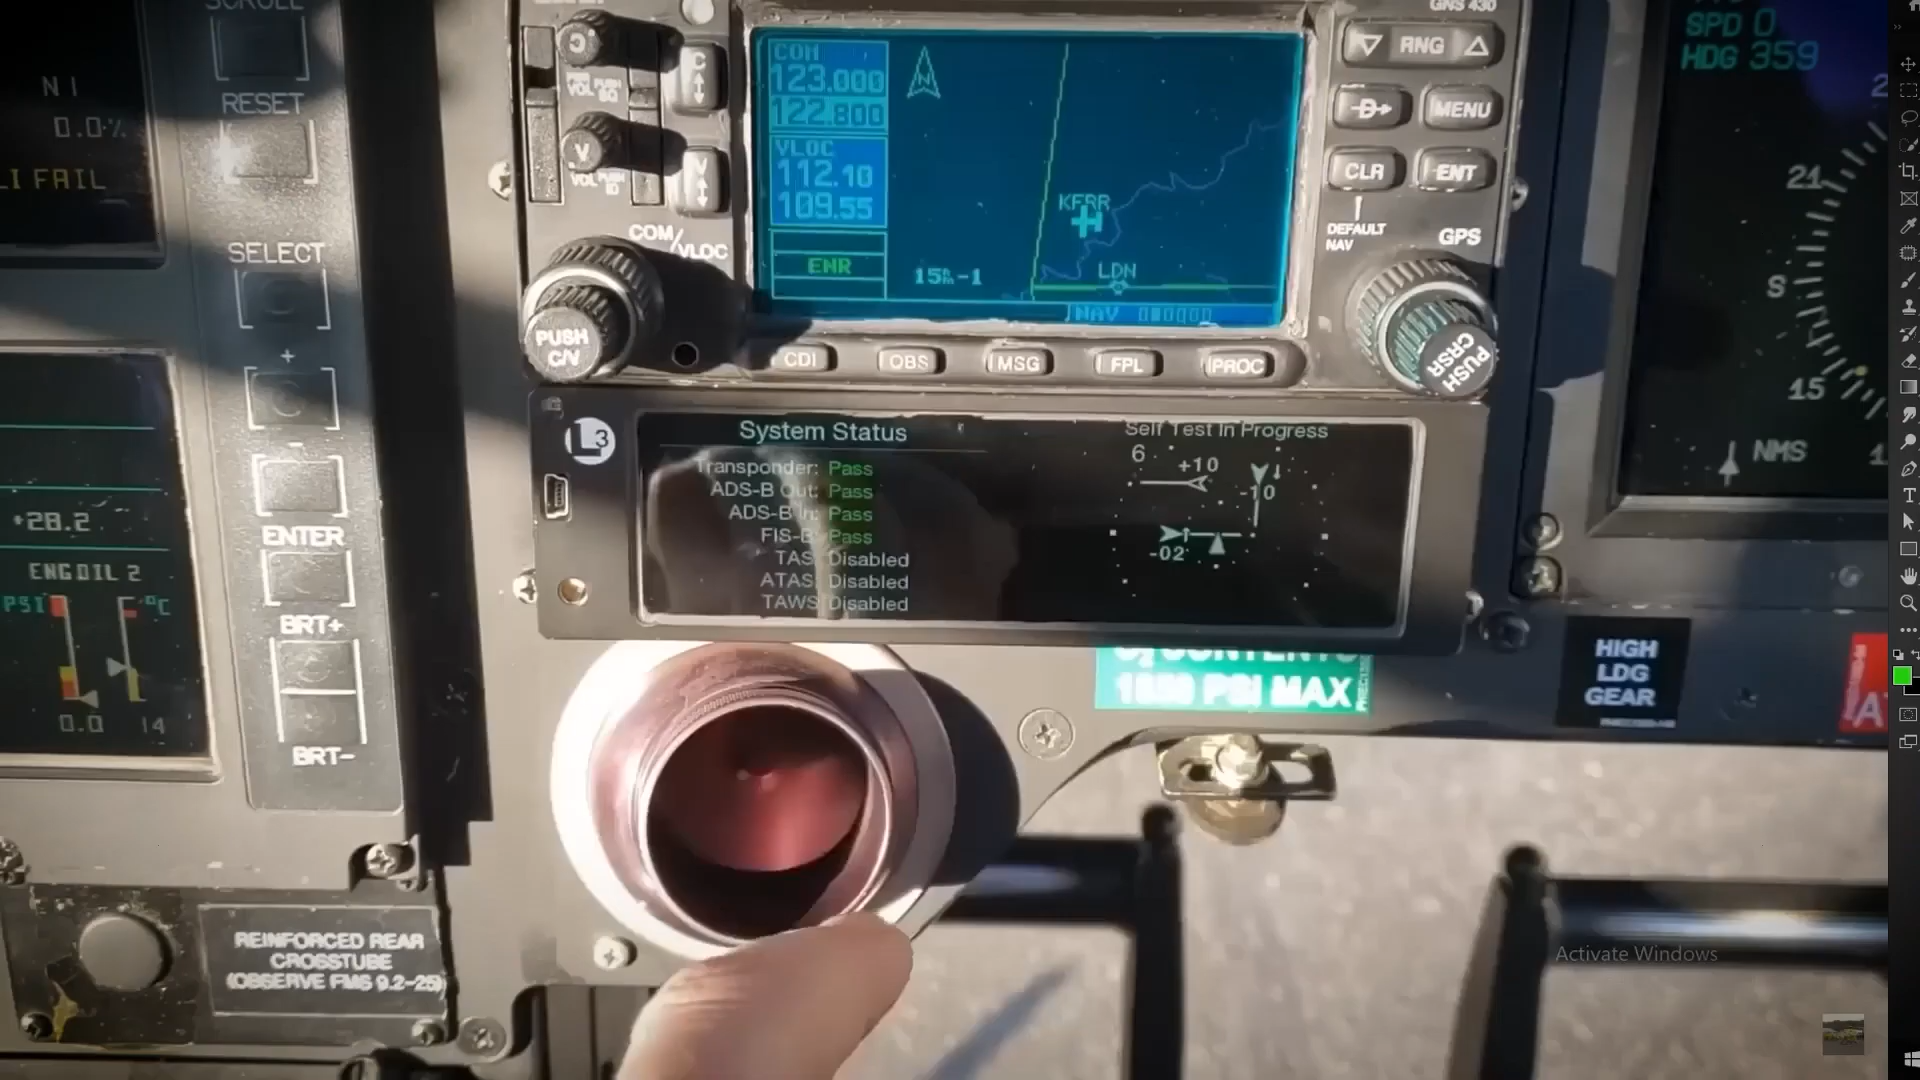 SCROLL
N1
0.0%
LI FAIL
RESET
SELECT
+
-
ENTER
+28.2
ENG OIL 2
PSI
°C
0.0
14
BRT+
BRT-
REINFORCED REAR
CROSSTUBE
(OBSERVE FMS 9.2-25)
GNS 430
C
VOL
PUSH SQ
C
V
VOL
PUSH ID
V
COM/VLOC
PUSH
C/V
COM
123.000
122.800
VLOC
112.10
109.55
ENR
N
15
-1
KFRR
LDN
NAV
RNG
MENU
CLR
ENT
DEFAULT
NAV
GPS
PUSH
CRSR
CDI
OBS
MSG
FPL
PROC
L3
System Status
Transponder: Pass
ADS-B Out: Pass
ADS-B In: Pass
FIS-B: Pass
TAS: Disabled
ATAS: Disabled
TAWS: Disabled
Self Test In Progress
6
+10
-10
-02
CONTENTS
PSI MAX
SPD 0
HDG 359
21
S
15
NMS
HIGH
LDG
GEAR
Activate Windows